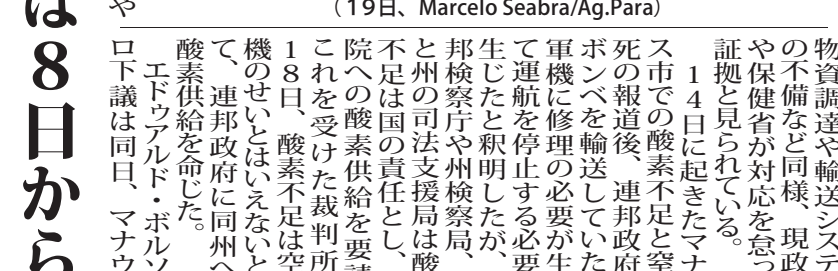 （19日、Marcelo Seabra/Ag.Para）
物資調達や輸送システ
の不備など同様、現政
や保健省が対応を怠っ
証拠と見られている。
14日に起きたマナ
ス市での酸素不足と窒
死の報道後、連邦政府
ボンベを輸送していた
軍機に修理の必要が生
て運航を停止する必要
生じたと釈明したが、
邦検察庁や州検察局、
と州の司法支援局は酸
不足は国の責任とし、
院への酸素供給を要請
これを受けた裁判所
18日、酸素不足は空
機のせいとはいえないと
て、連邦政府に同州へ
酸素供給を命じた。
エドゥアルド・ボルソ
ロ下議は同日、マナウ
や
は8日から